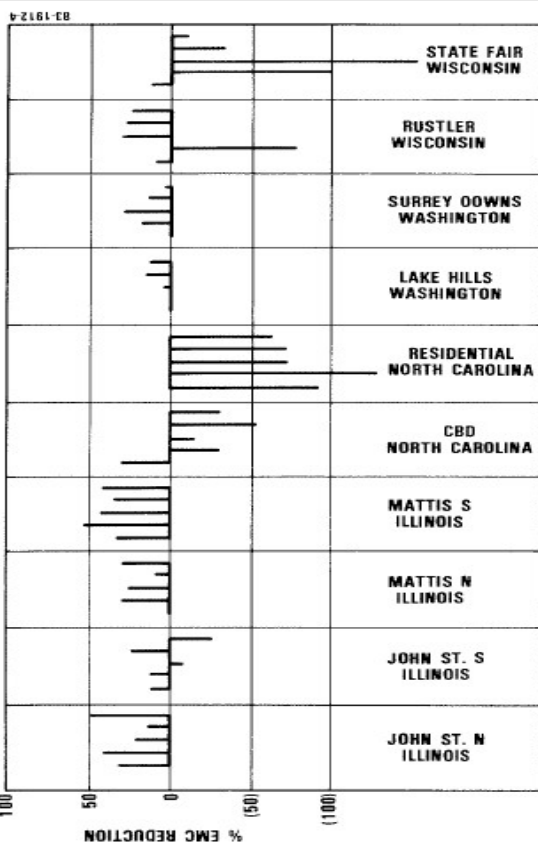 83-1912-4
STATE FAIR
WISCONSIN
RUSTLER
WISCONSIN
SURREY OOWNS
WASHINGTON
LAKE HILLS
WASHINGTON
RESIDENTIAL
NORTH CAROLINA
CBD
NORTH CAROLINA
MATTIS S
ILLINOIS
MATTIS N
ILLINOIS
JOHN ST. S
ILLINOIS
JOHN ST. N
ILLINOIS
100
50
0
(50)
(100)
% EMC REDUCTION